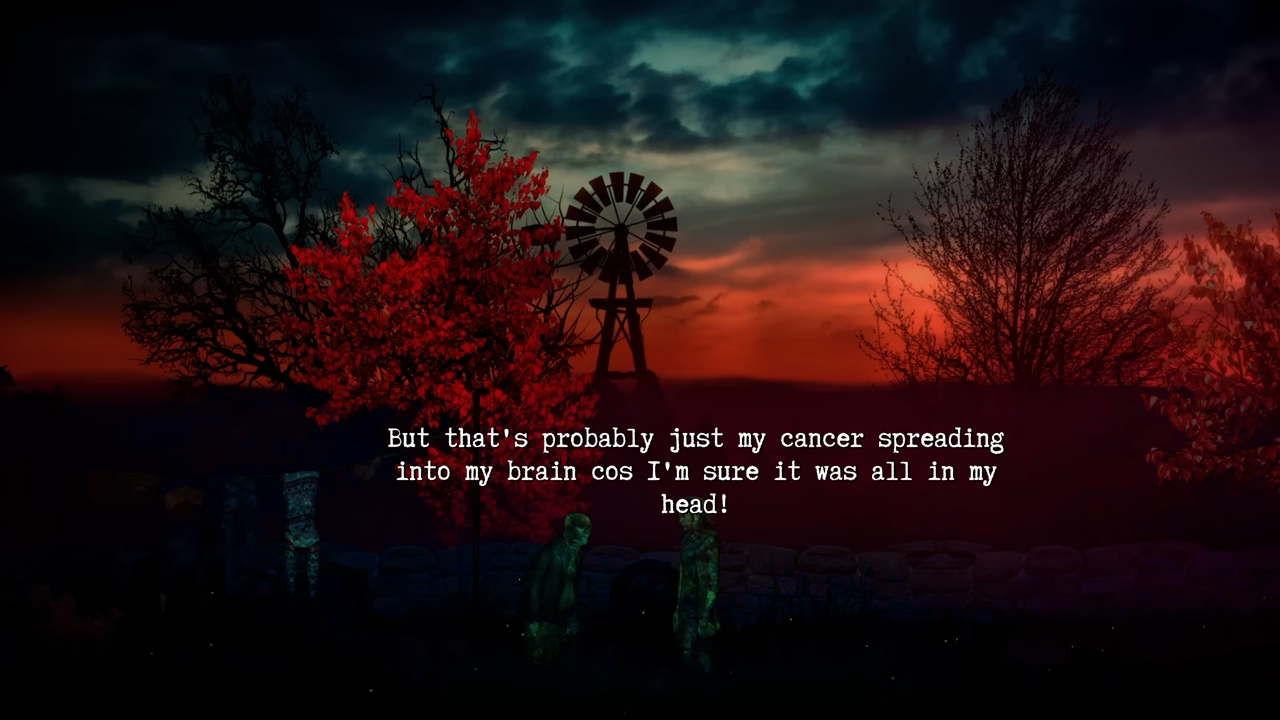 But that's probably just my cancer spreading
into my brain cos I'm sure it was all in my
head!